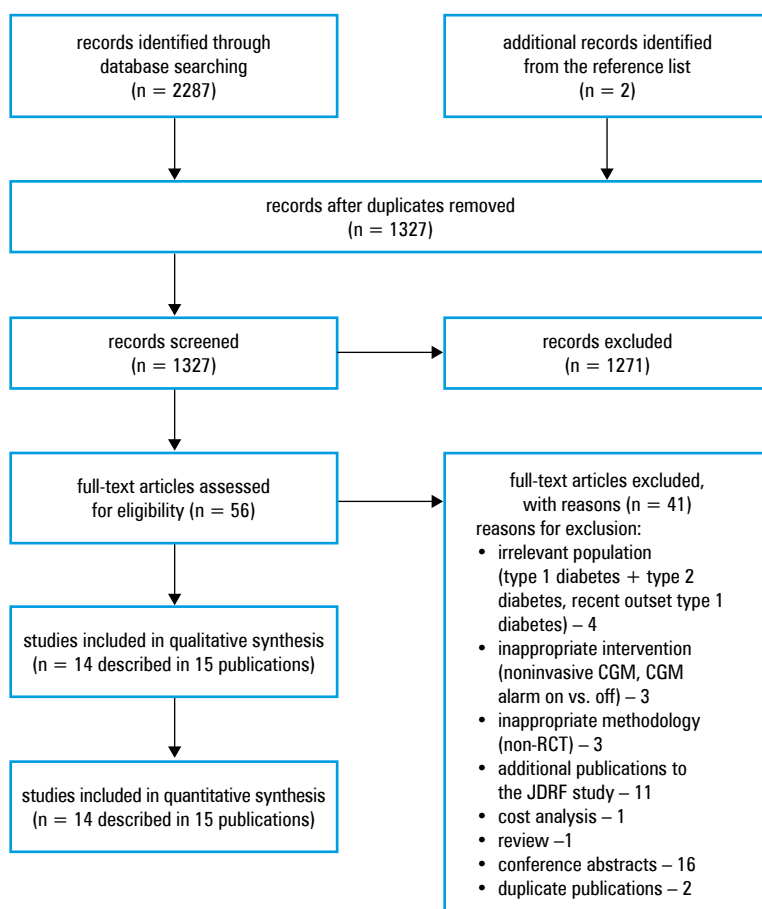 records identified through
database searching
(n = 2287)
additional records identified
from the reference list
(n = 2)
records after duplicates removed
(n = 1327)
records screened
(n = 1327)
records excluded
(n = 1271)
full-text articles assessed
for eligibility (n = 56)
full-text articles excluded,
with reasons (n = 41)
reasons for exclusion:
• irrelevant population
(type 1 diabetes + type 2
diabetes, recent outset type 1
diabetes) – 4
• inappropriate intervention
(noninvasive CGM, CGM
alarm on vs. off) – 3
• inappropriate methodology
(non-RCT) – 3
• additional publications to
the JDRF study – 11
• cost analysis – 1
• review –1
• conference abstracts – 16
• duplicate publications – 2
studies included in qualitative synthesis
(n = 14 described in 15 publications)
studies included in quantitative synthesis
(n = 14 described in 15 publications)